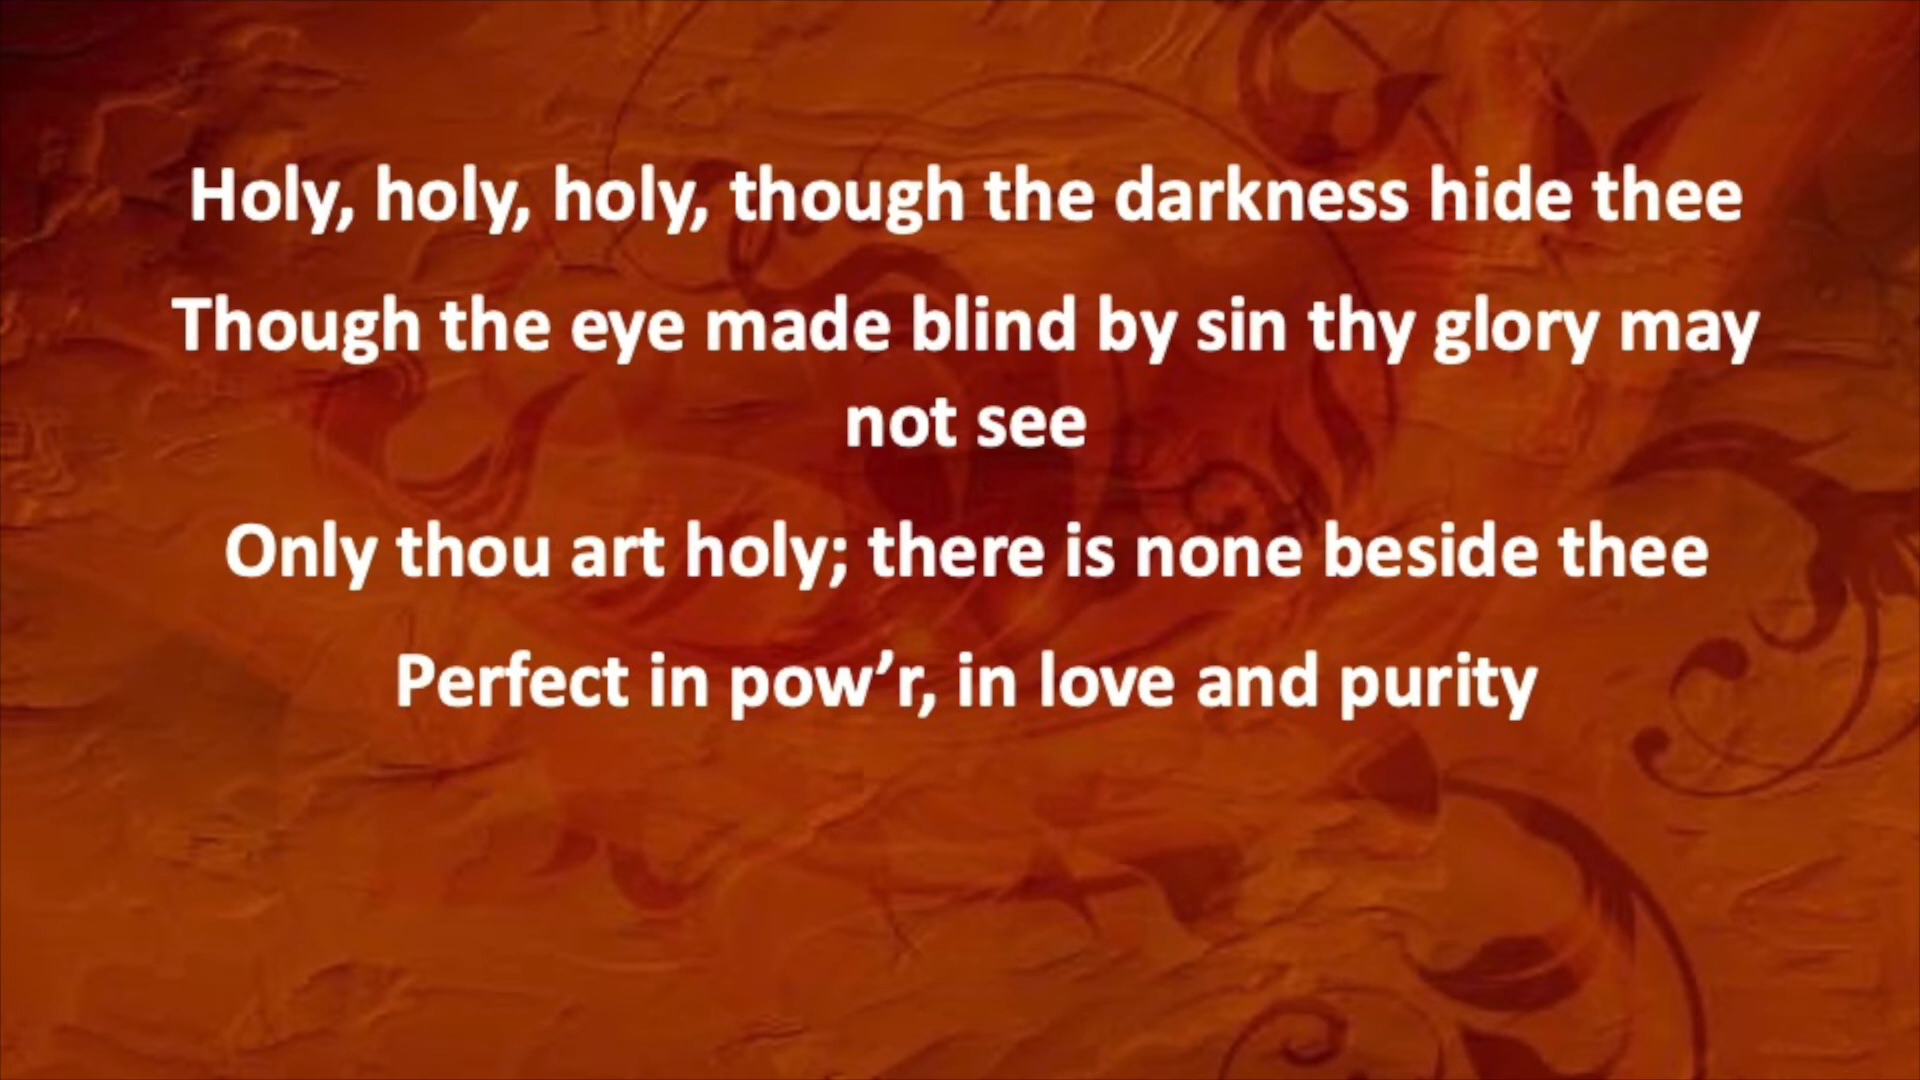 Holy, holy, holy, though the darkness hide thee
Though the eye made blind by sin thy glory may
not see
Only thou art holy; there is none beside thee
Perfect in pow’r, in love and purity